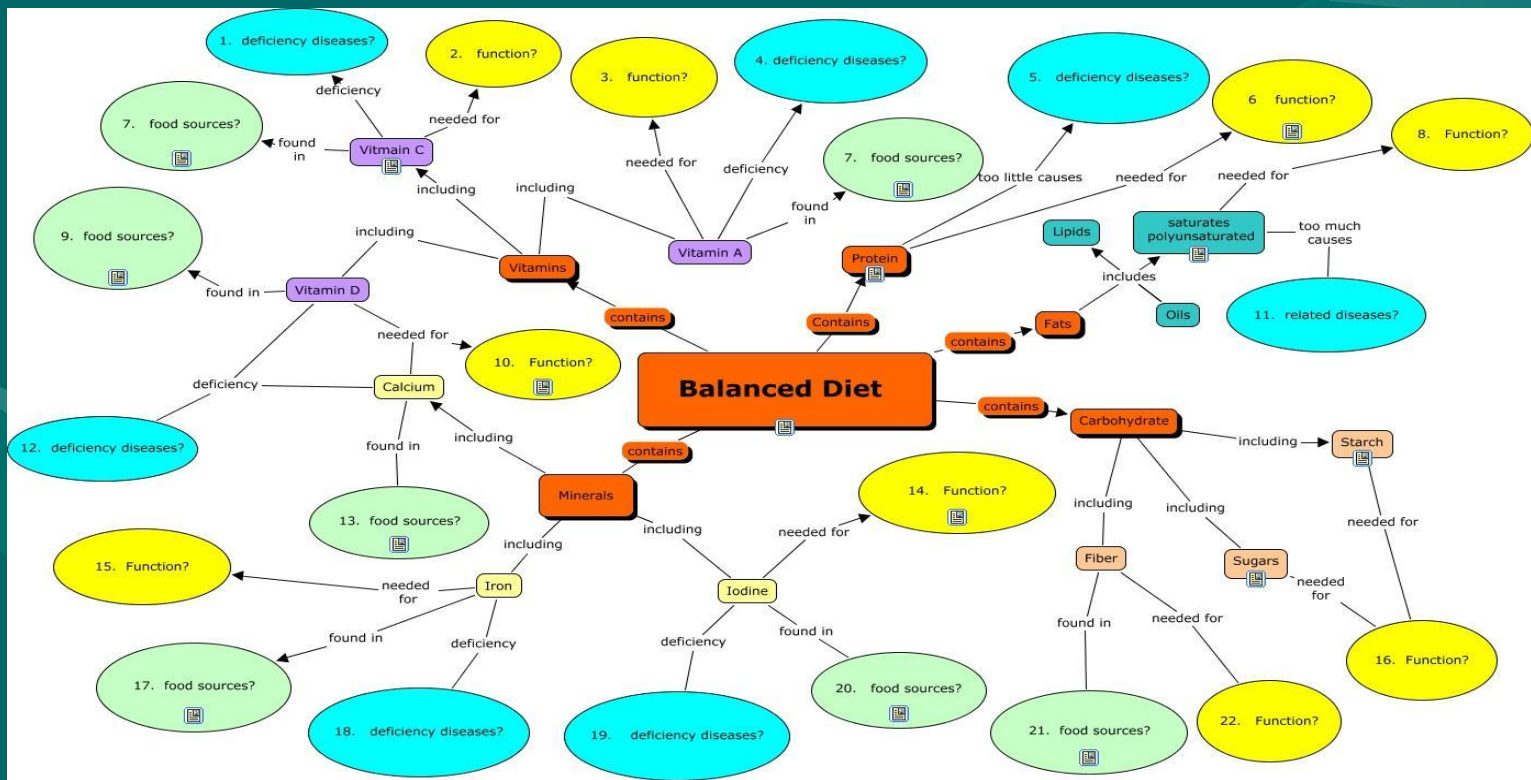 1. deficiency diseases?
2. function?
3. function?
4. deficiency diseases?
5. deficiency diseases?
6 function?
8. Function?
deficiency
needed for
7. food sources?
found
in
Vitmain C
needed for
deficiency
7. food sources?
too little causes
needed for
needed for
including
including
found
in
9. food sources?
including
Vitamins
Vitamin A
Protein
Lipids
saturates
polyunsaturated
too much
causes
found in
Vitamin D
includes
contains
Contains
Fats
Oils
11. related diseases?
needed for
contains
10. Function?
Balanced Diet
deficiency
Calcium
contains
Carbohydrate
12. deficiency diseases?
found in
including
contains
including
Starch
13. food sources?
Minerals
14. Function?
including
including
including
including
needed for
needed for
15. Function?
needed
for
Iron
Iodine
Fiber
Sugars
needed
for
found in
deficiency
deficiency
found in
found in
needed for
16. Function?
17. food sources?
18. deficiency diseases?
19. deficiency diseases?
20. food sources?
21. food sources?
22. Function?